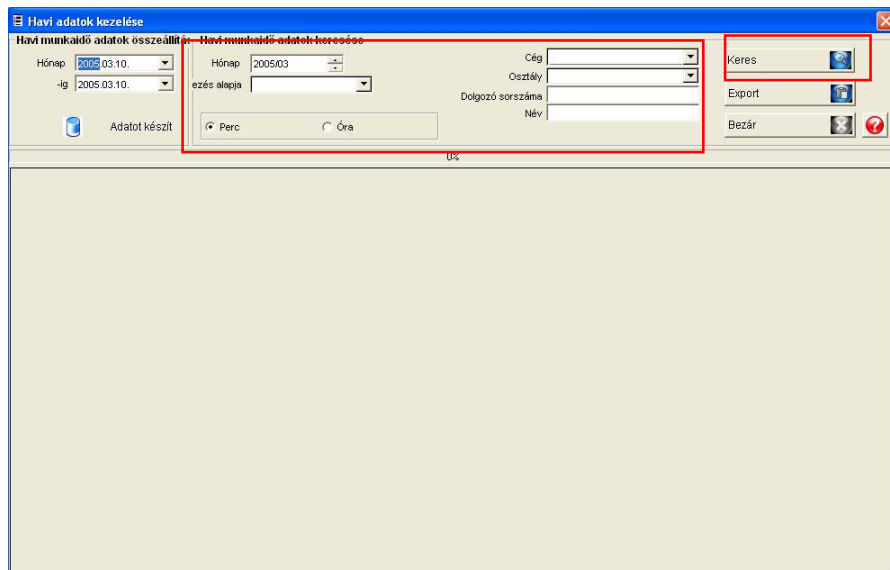 Havi adatok kezelése
Havi munkaidő adatok összeállítás
Hónap 2005.03.10.
-ig 2005.03.10.
Adatot készít
Havi munkaidő adatok keresése
Hónap 2005/03
ezés alapja
Perc Óra
Cég
Osztály
Dolgozó sorszáma
Név
Keres
Export
Bezár
?
0%